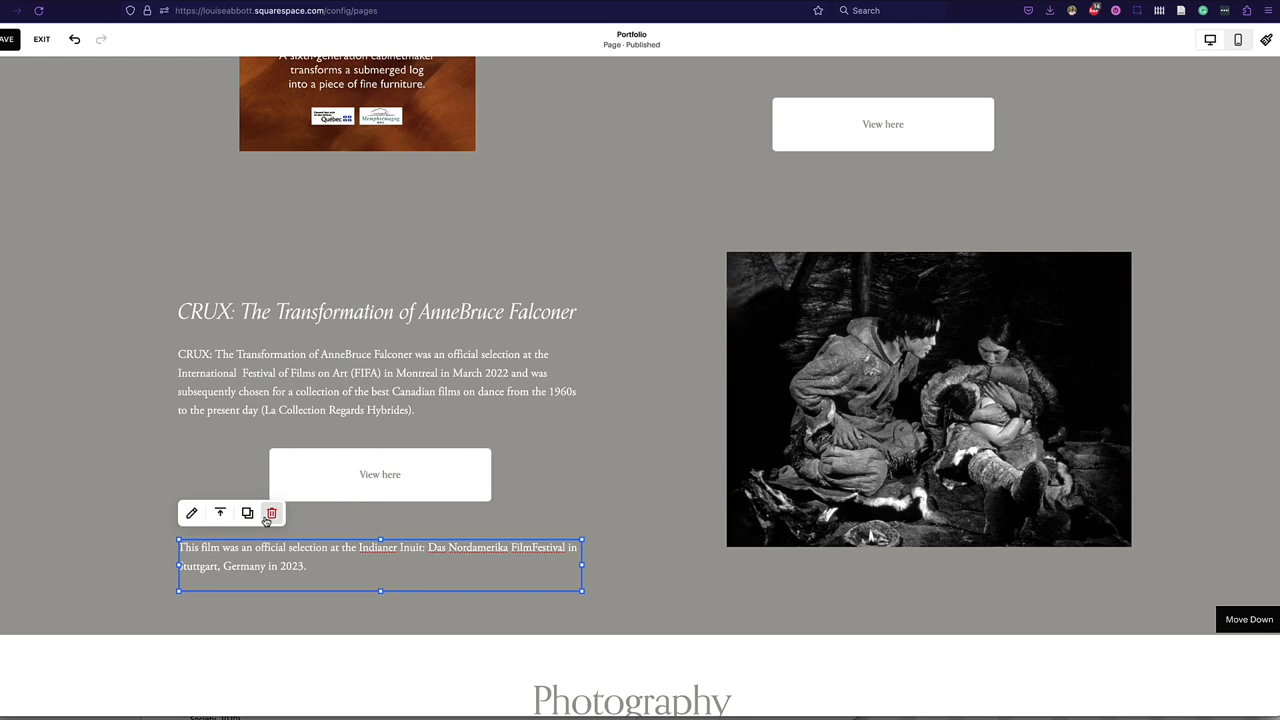 https://louiseabbott.squarespace.com/config/pages
Search
14
AVE
EXIT
Portfolio
Page · Published
A sixth-generation cabinetmaker
transforms a submerged log
into a piece of fine furniture.
Québec
Memphrémagog
View here
CRUX: The Transformation of AnneBruce Falconer
CRUX: The Transformation of AnneBruce Falconer was an official selection at the
International Festival of Films on Art (FIFA) in Montreal in March 2022 and was
subsequently chosen for a collection of the best Canadian films on dance from the 1960s
to the present day (La Collection Regards Hybrides).
View here
This film was an official selection at the Indianer Inuit: Das Nordamerika FilmFestival in
Stuttgart, Germany in 2023.
Move Down
Photography